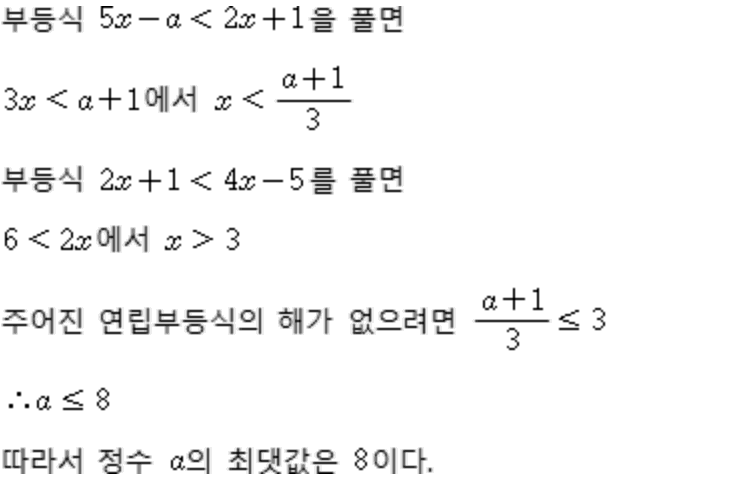 부등식 5x－a＜2x＋1을 풀면
3x＜a＋1에서 x＜(a＋1)/3
부등식 2x＋1＜4x－5를 풀면
6＜2x에서 x＞3
주어진 연립부등식의 해가 없으려면 (a＋1)/3≤3
∴a≤8
따라서 정수 a의 최댓값은 8이다.